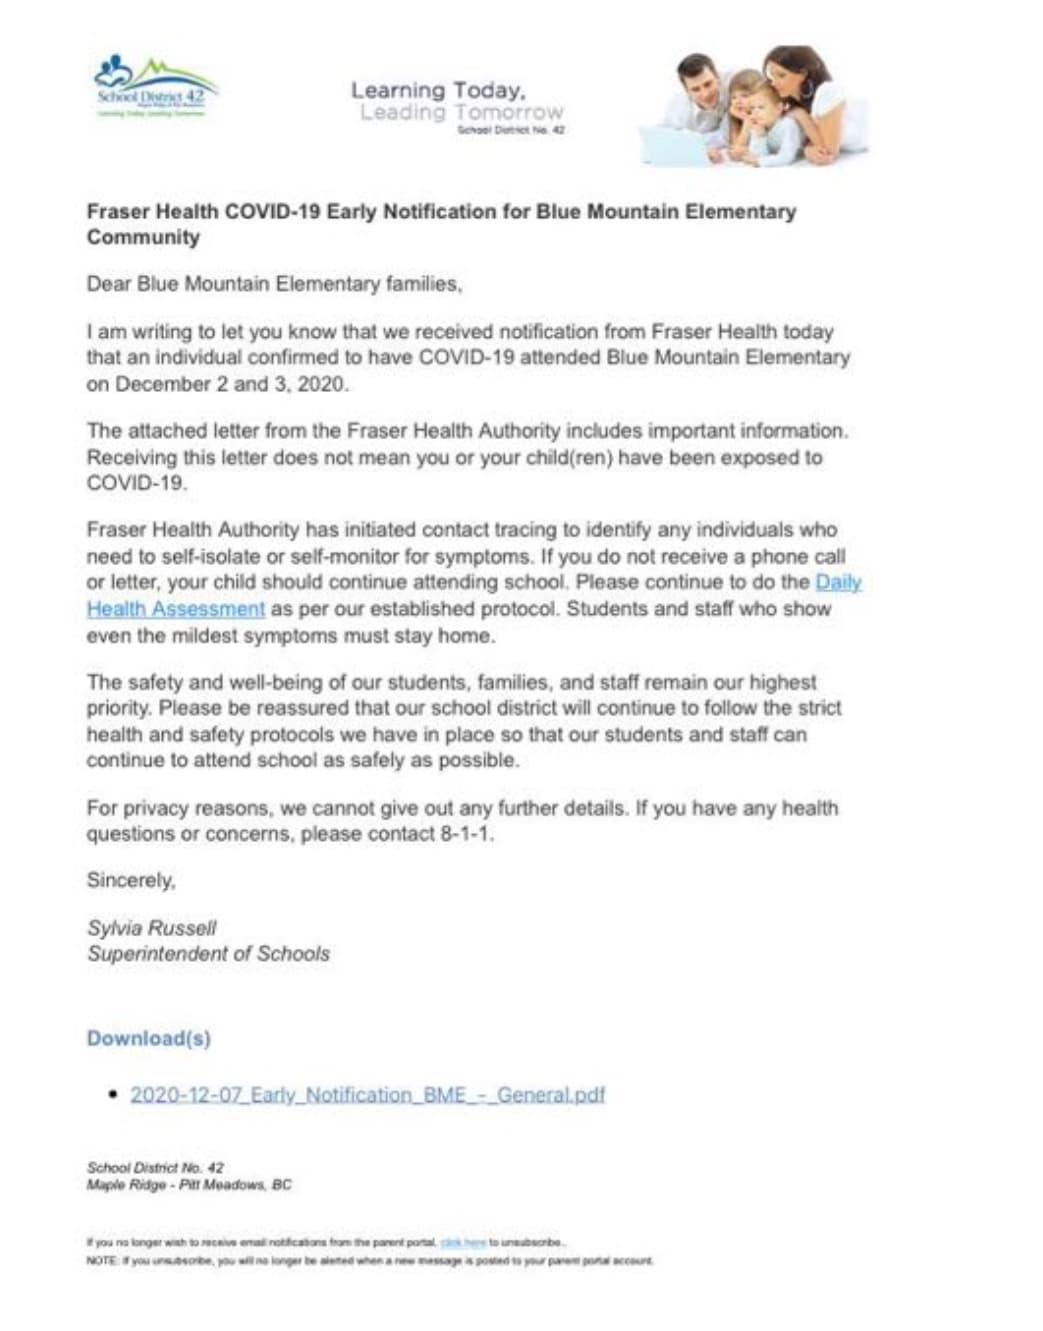 School District 42
Learning Today, Leading Tomorrow
Learning Today,
Leading Tomorrow
School District No. 42
Fraser Health COVID-19 Early Notification for Blue Mountain Elementary
Community
Dear Blue Mountain Elementary families,
I am writing to let you know that we received notification from Fraser Health today
that an individual confirmed to have COVID-19 attended Blue Mountain Elementary
on December 2 and 3, 2020.
The attached letter from the Fraser Health Authority includes important information.
Receiving this letter does not mean you or your child(ren) have been exposed to
COVID-19.
Fraser Health Authority has initiated contact tracing to identify any individuals who
need to self-isolate or self-monitor for symptoms. If you do not receive a phone call
or letter, your child should continue attending school. Please continue to do the Daily
Health Assessment as per our established protocol. Students and staff who show
even the mildest symptoms must stay home.
The safety and well-being of our students, families, and staff remain our highest
priority. Please be reassured that our school district will continue to follow the strict
health and safety protocols we have in place so that our students and staff can
continue to attend school as safely as possible.
For privacy reasons, we cannot give out any further details. If you have any health
questions or concerns, please contact 8-1-1.
Sincerely,
Sylvia Russell
Superintendent of Schools
Download(s)
• 2020-12-07_Early_Notification_BME_-_General.pdf
School District No. 42
Maple Ridge - Pitt Meadows, BC
If you no longer wish to receive email notifications from the parent portal, click here to unsubscribe..
NOTE: If you unsubscribe, you will no longer be alerted when a new message is posted to your parent portal account.